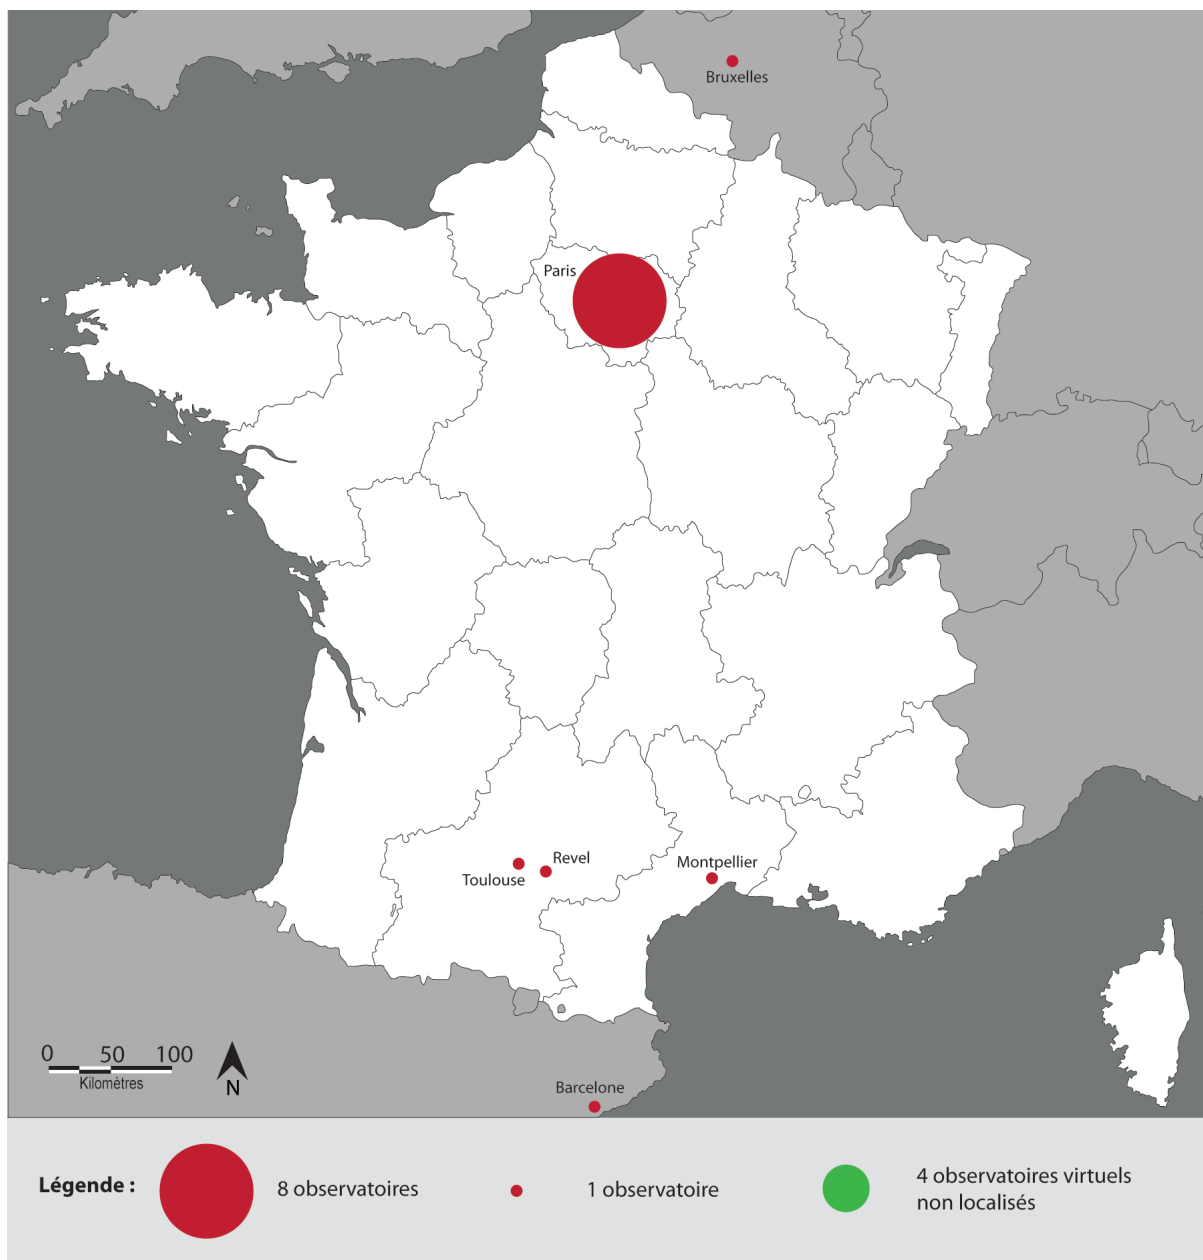 Bruxelles
Paris
Revel
Toulouse
Montpellier
0 50 100
Kilomètres
N
Barcelone
Légende :
8 observatoires
1 observatoire
4 observatoires virtuels
non localisés